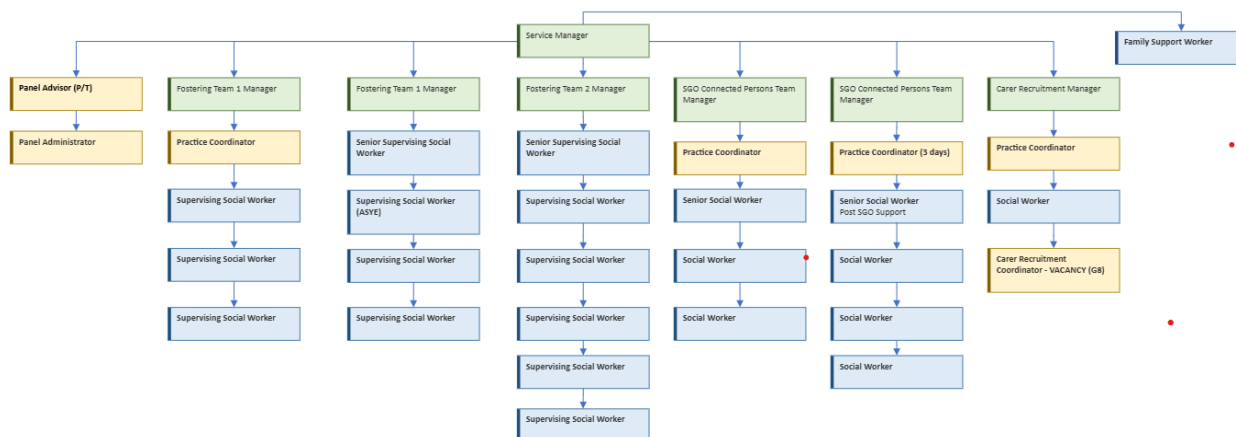 Service Manager
Family Support Worker
Panel Advisor (P/T)
Fostering Team 1 Manager
Fostering Team 1 Manager
Fostering Team 2 Manager
SGO Connected Persons Team
Manager
SGO Connected Persons Team
Manager
Carer Recruitment Manager
Panel Administrator
Practice Coordinator
Senior Supervising Social
Worker
Senior Supervising Social
Worker
Practice Coordinator
Practice Coordinator (3 days)
Practice Coordinator
Supervising Social Worker
Supervising Social Worker
(ASYE)
Supervising Social Worker
Senior Social Worker
Senior Social Worker
Post SGO Support
Social Worker
Supervising Social Worker
Supervising Social Worker
Supervising Social Worker
Social Worker
Social Worker
Carer Recruitment
Coordinator - VACANCY (G8)
Supervising Social Worker
Supervising Social Worker
Supervising Social Worker
Social Worker
Social Worker
Supervising Social Worker
Social Worker
Supervising Social Worker